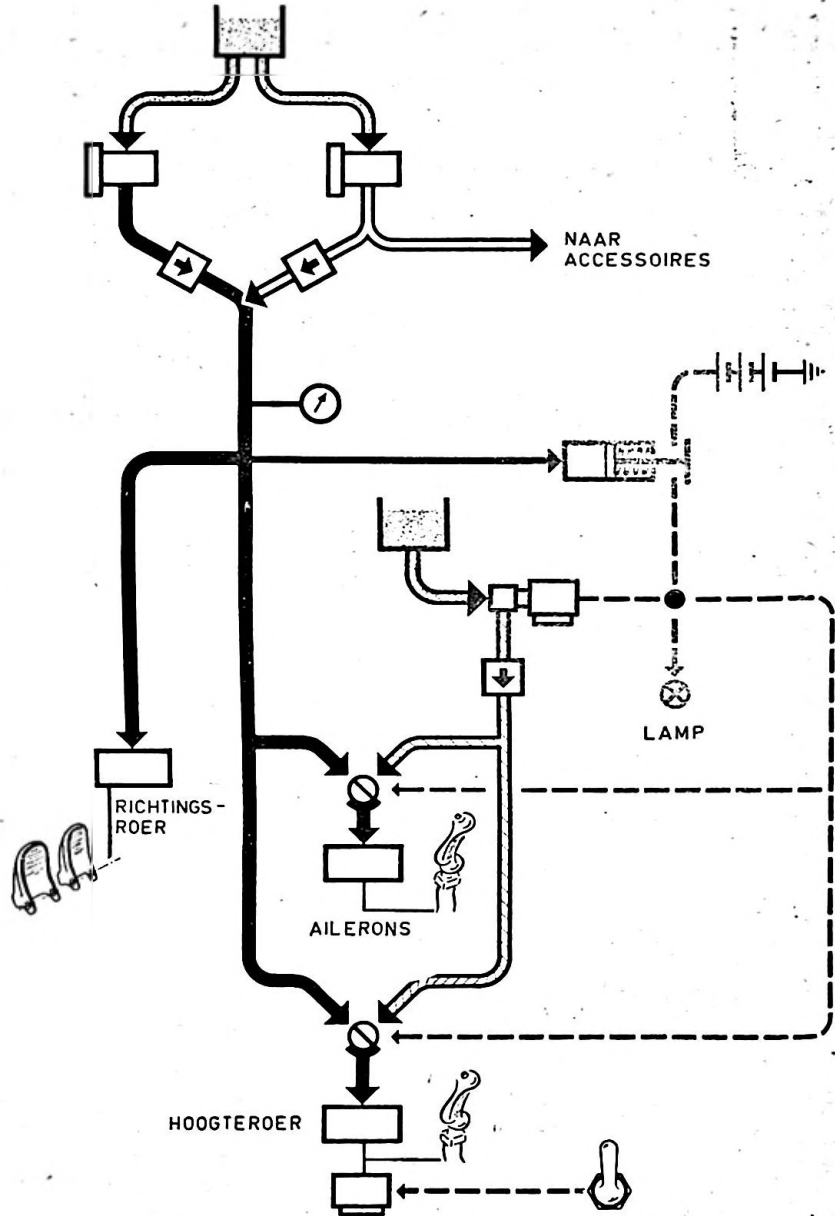 NAAR
ACCESSOIRES
LAMP
RICHTINGS-
ROER
AILERONS
HOOGTEROER